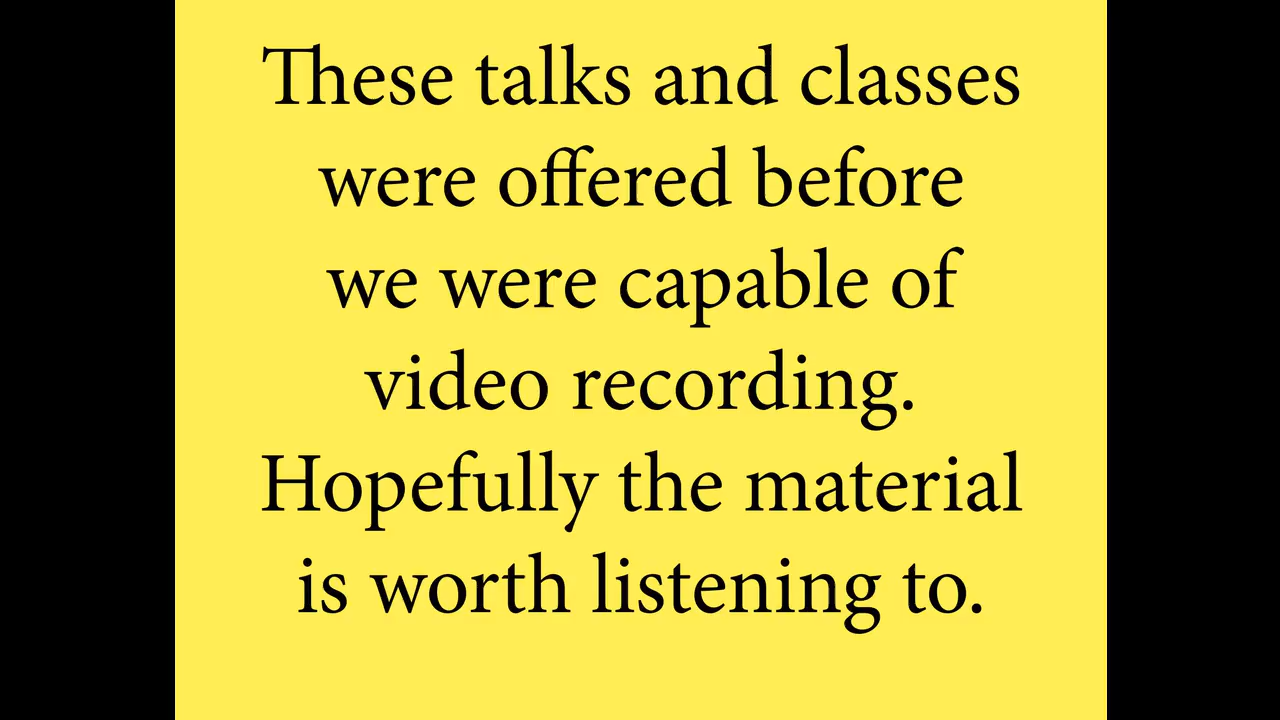 These talks and classes
were offered before
we were capable of
video recording.
Hopefully the material
is worth listening to.